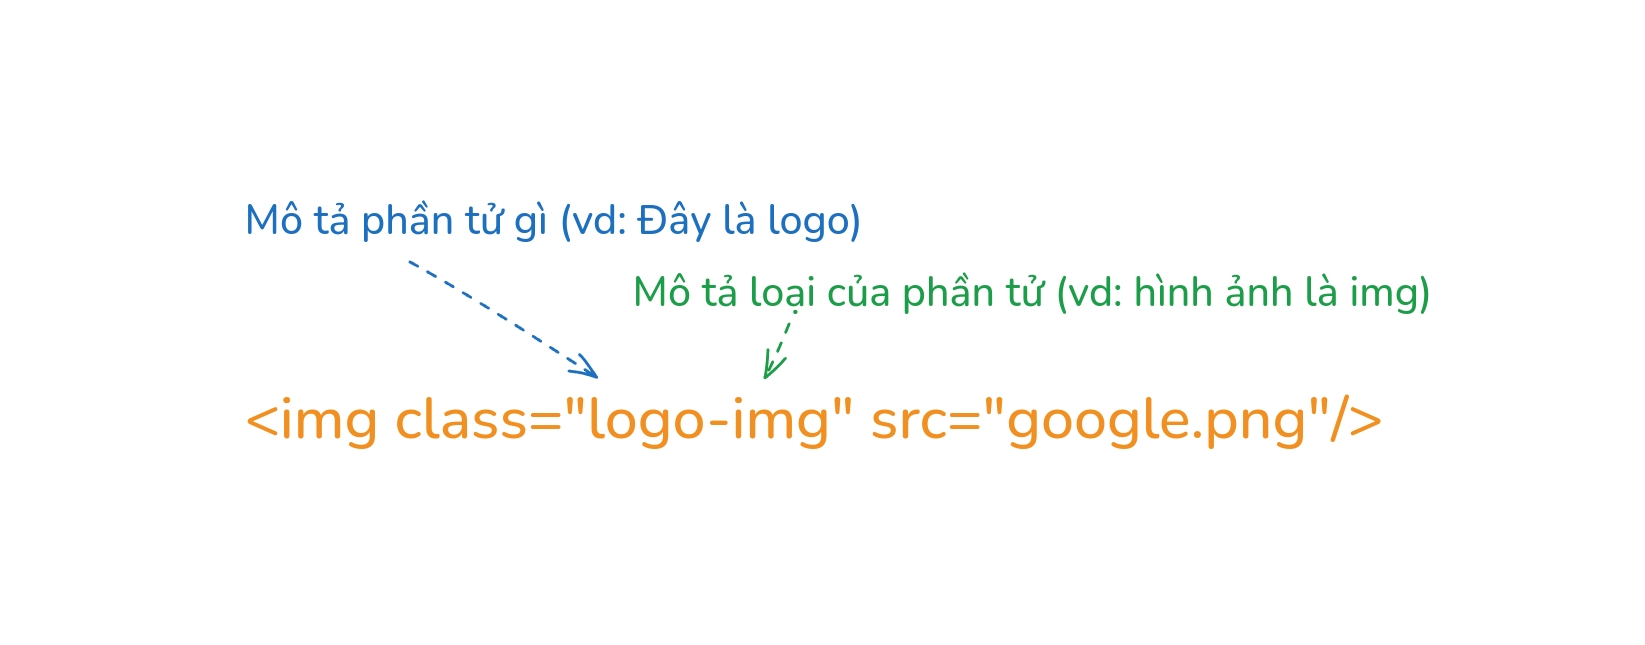 Mô tả phần tử gì (vd: Đây là logo)
Mô tả loại của phần tử (vd: hình ảnh là img)
<img class="logo-img" src="google.png"/>